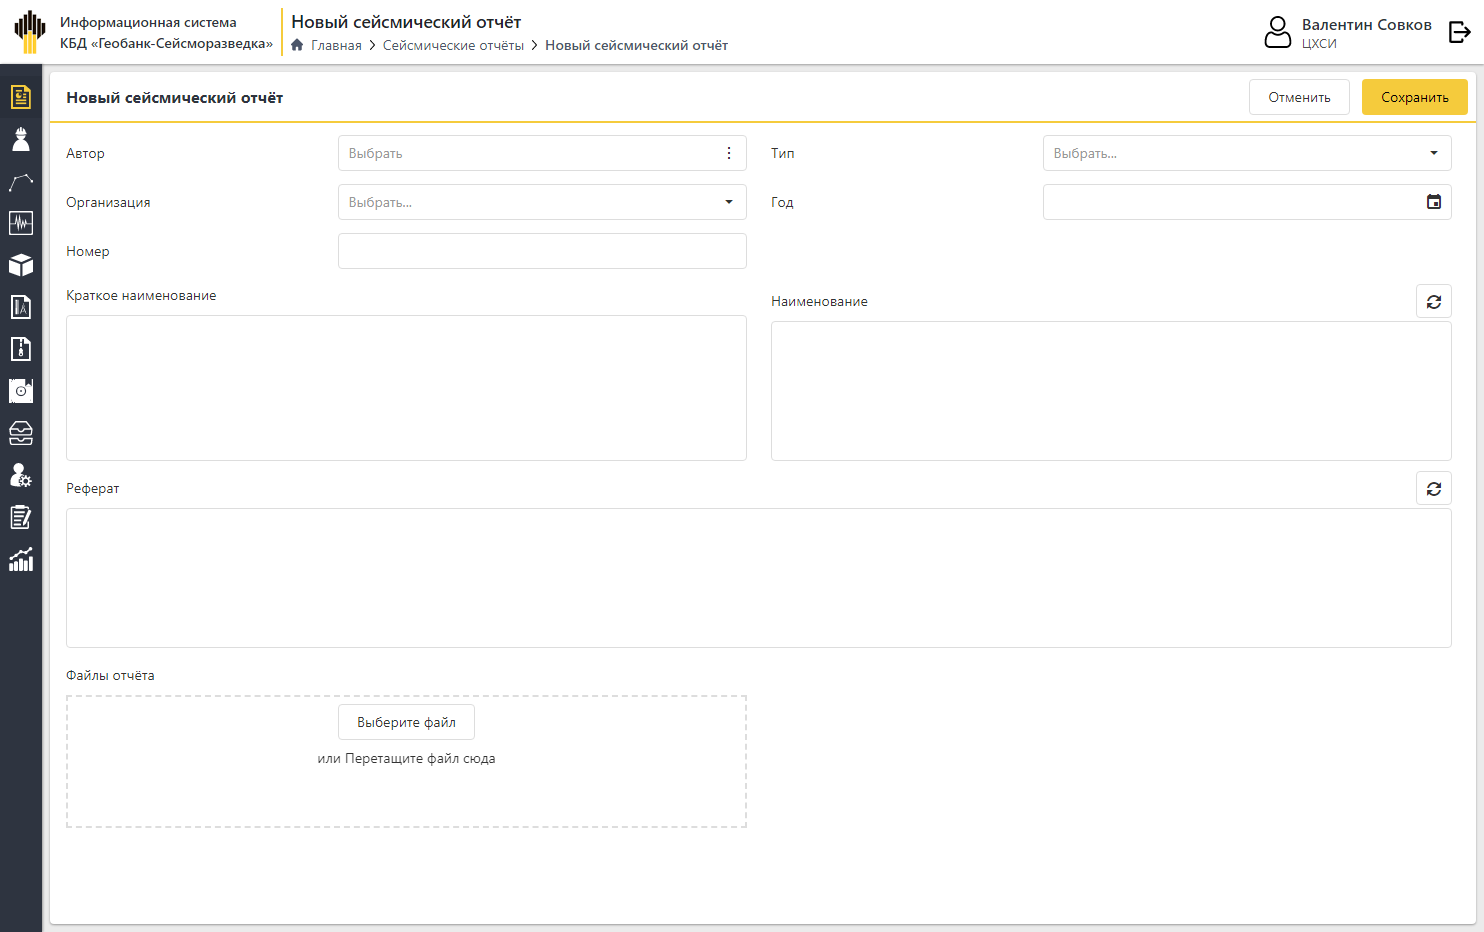 Информационная система
КБД «Геобанк-Сейсморазведка»
Новый сейсмический отчёт
Главная > Сейсмические отчёты > Новый сейсмический отчёт
Валентин Совков
ЦХСИ
Новый сейсмический отчёт
Отменить
Сохранить
Автор
Выбрать
Тип
Выбрать...
Организация
Выбрать...
Год
Номер
Краткое наименование
Наименование
Реферат
Файлы отчёта
Выберите файл
или Перетащите файл сюда